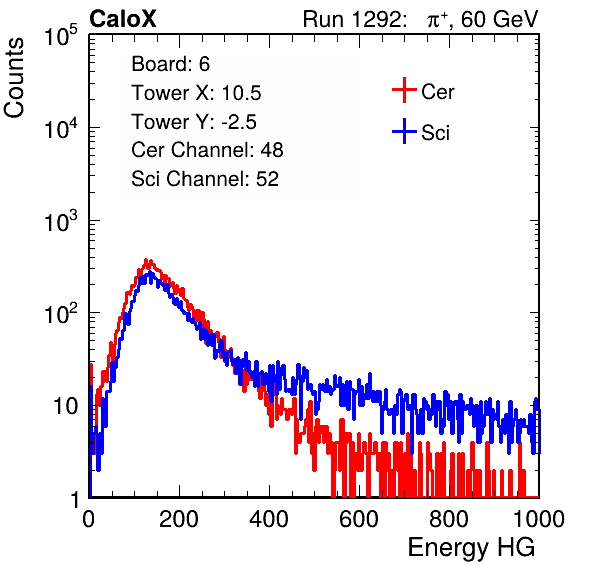 CaloX Run 1292: π⁺, 60 GeV
Counts
10⁵
10⁴
10³
10²
10
1
Board: 6
Tower X: 10.5
Tower Y: -2.5
Cer Channel: 48
Sci Channel: 52
Cer
Sci
0 200 400 600 800 1000
Energy HG